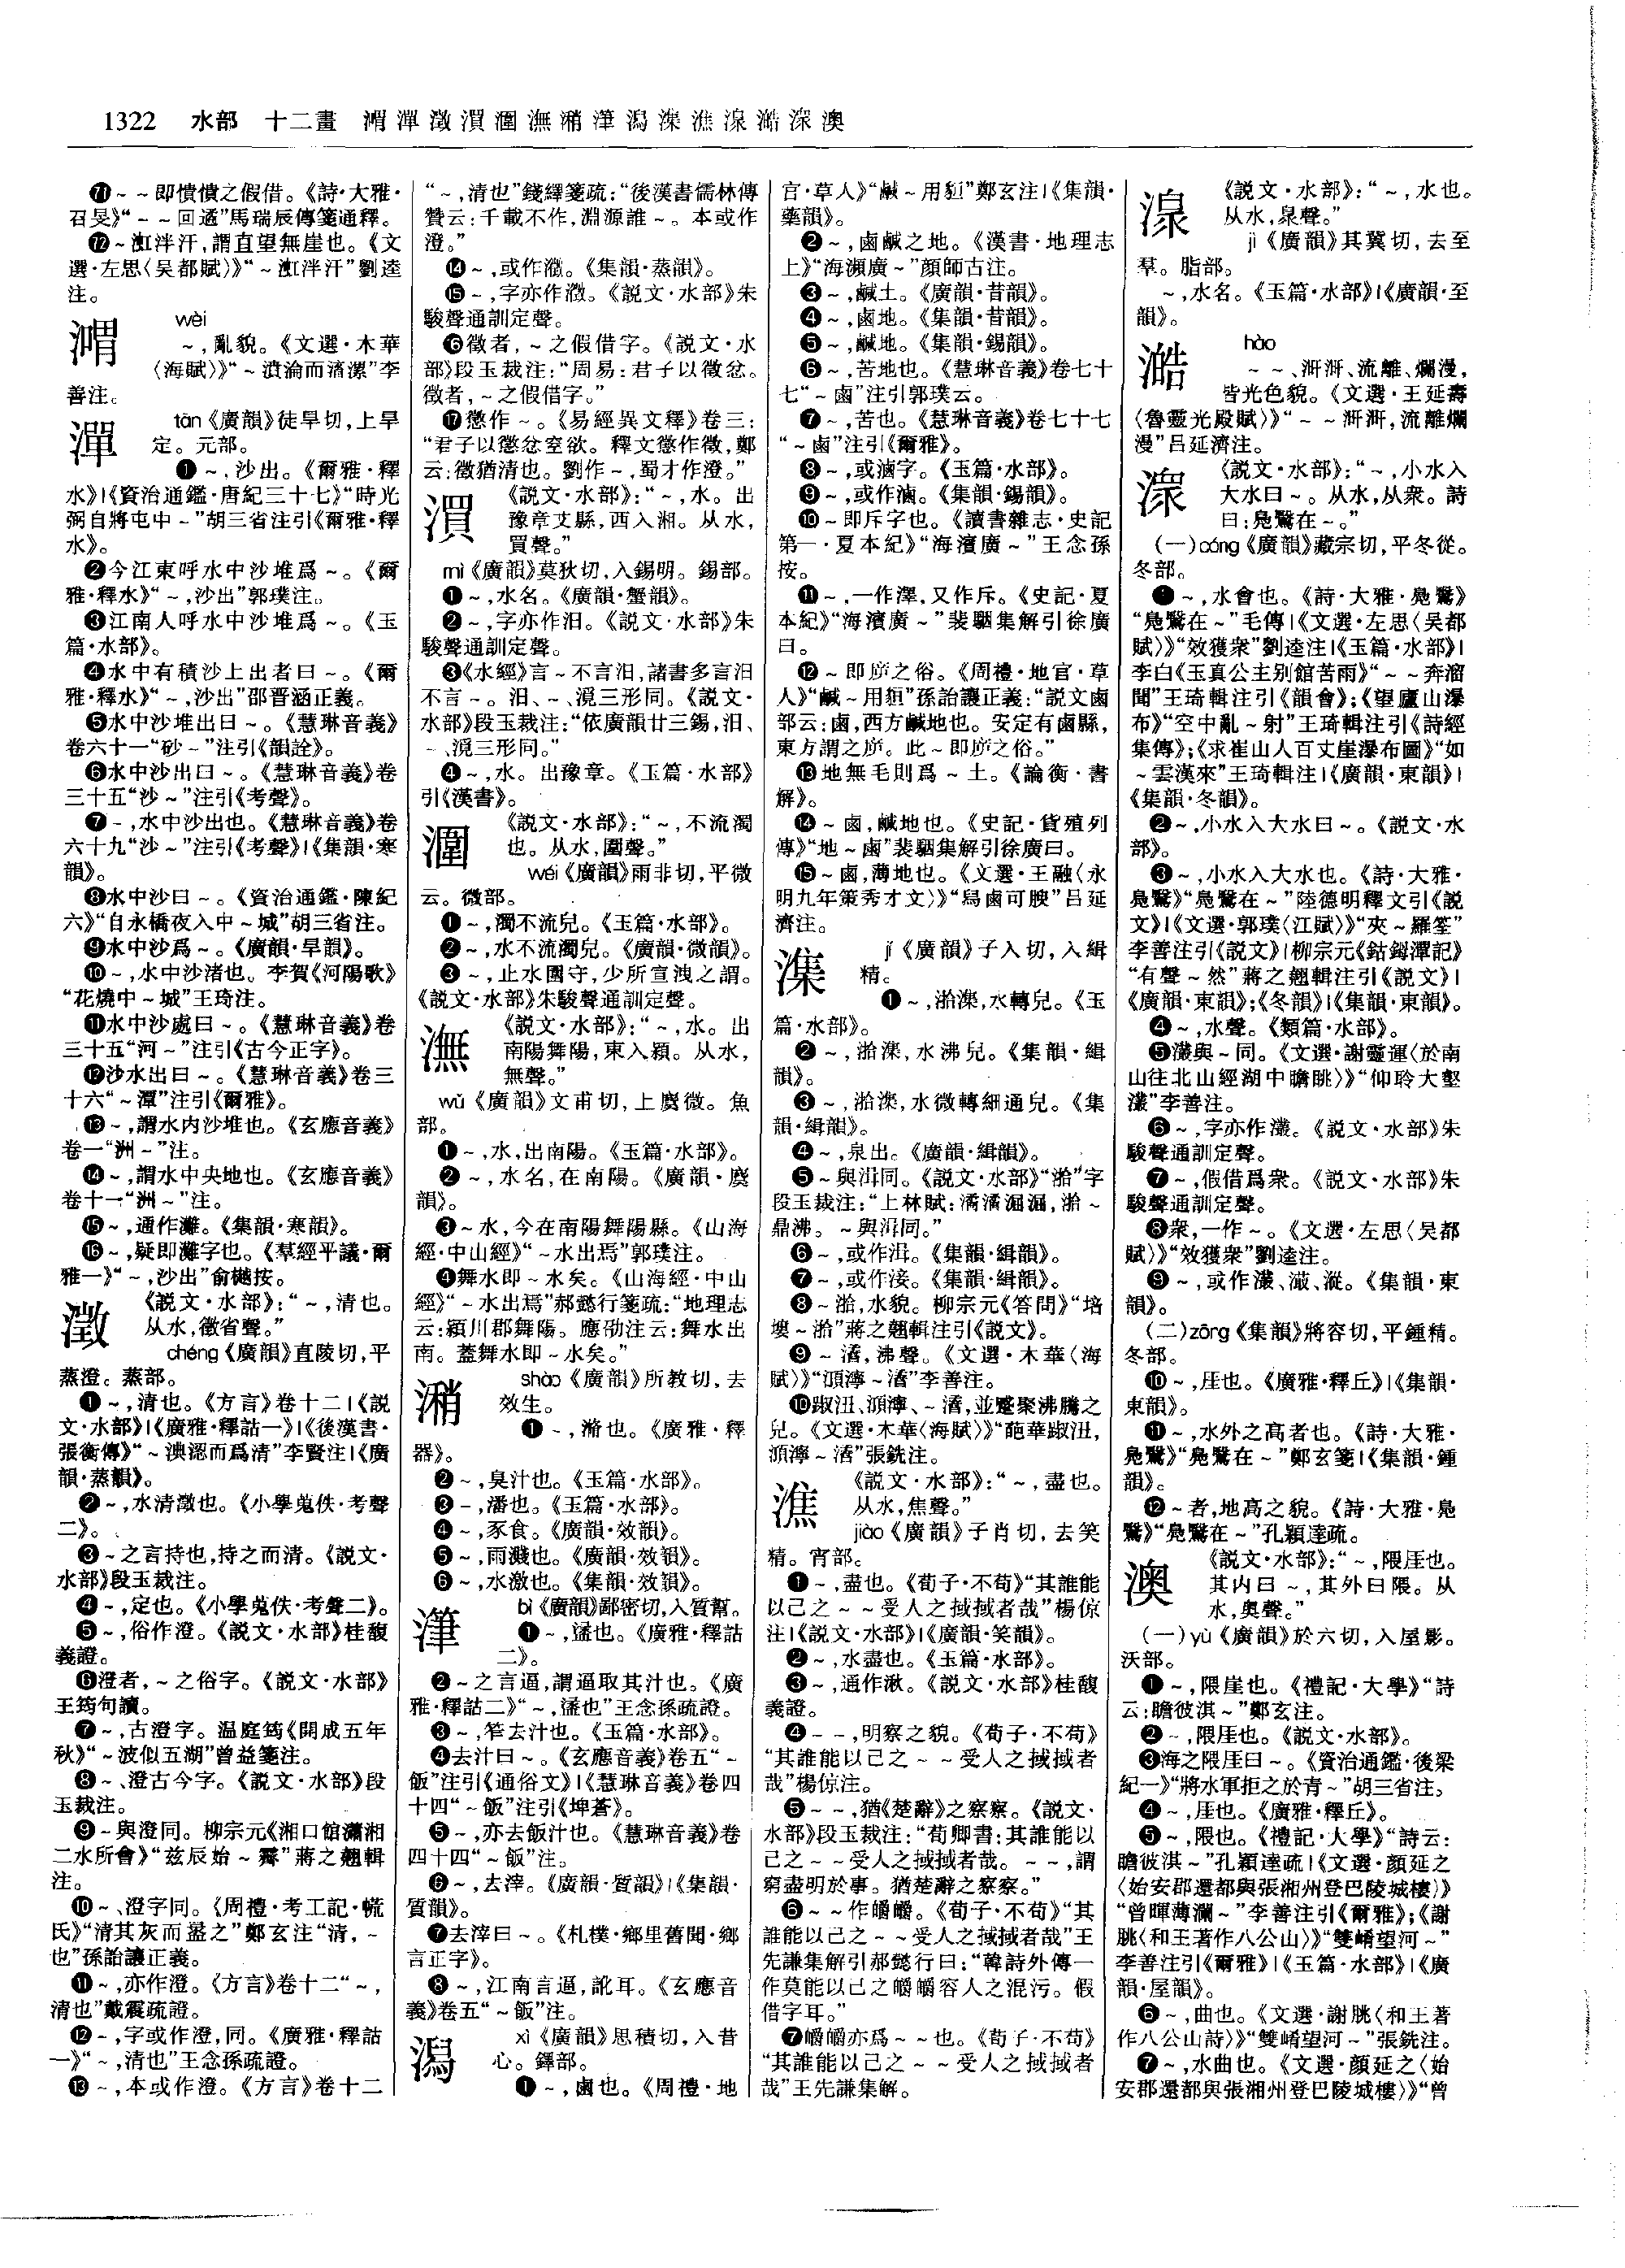 1322 水部 十二畫 潣潬澂潩潿潕潲潷潟潗潐湶澔潀澳
㉛~~即憒憒之假借。《詩·大雅·
召旻》“~~回遹”馬瑞辰傳箋通釋。
~澒泮汗,謂直望無崖也。《文
選·左思〈吳都賦〉》“~泮汗”劉逵
注。
wèi
~,亂貌。《文選·木華
〈海賦〉》“~濆淪而滀漯”李
善注。
潬
tān《廣韻》徒旱切,上旱
定。元部。
❶~,沙出。《爾雅·釋
水》|《資治通鑑·唐紀三十七》“時光
弼自將屯中~”胡三省注引《爾雅·釋
水》。
❷今江東呼水中沙堆爲~。《爾
雅·釋水》“~,沙出”郭璞注。
❸江南人呼水中沙堆爲~。《玉
篇·水部》。
❹水中有積沙上出者曰~。《爾
雅·釋水》“~,沙出”邵晉涵正義。
❺水中沙堆出曰~。《慧琳音義》
卷六十一“砂~”注引《韻詮》。
❻水中沙出曰~。《慧琳音義》卷
三十五“沙~”注引《考聲》。
❼~,水中沙出也。《慧琳音義》卷
六十九“沙~”注引《考聲》|《集韻·寒
韻》。
❽水中沙曰~。《資治通鑑·陳紀
六》“自永橋夜入中~城”胡三省注。
❾水中沙爲~。《廣韻·旱韻》。
❿~,水中沙渚也。李賀《河陽歌》
“花燒中~城”王琦注。
⓫水中沙處曰~。《慧琳音義》卷
三十五“河~”注引《古今正字》。
⓬沙水出曰~。《慧琳音義》卷三
十六“~潭”注引《爾雅》。
⓭~,謂水内沙堆也。《玄應音義》
卷一“洲~”注。
⓮~,謂水中央地也。《玄應音義》
卷十一“洲~”注。
⓯~,通作灘。《集韻·寒韻》。
⓰~,疑即灘字也。《羣經平議·爾
雅一》“~,沙出”俞樾按。
澂
《説文·水部》:“~,清也。
从水,徵省聲。”
chéng《廣韻》直陵切,平
蒸澄。蒸部。
❶~,清也。《方言》卷十二|《説
文·水部》|《廣雅·釋詁一》|《後漢書·
張衡傳》“~淟涊而爲清”李賢注|《廣
韻·蒸韻》。
❷~,水清澂也。《小學蒐佚·考聲
二》。
❸~之言持也,持之而清。《説文·
水部》段玉裁注。
❹~,定也。《小學蒐佚·考聲二》。
❺~,俗作澄。《説文·水部》桂馥
義證。
❻澄者,~之俗字。《説文·水部》
王筠句讀。
❼~,古澄字。温庭筠《開成五年
秋》“~波似五湖”曾益箋注。
❽~、澄古今字。《説文·水部》段
玉裁注。
❾~與澄同。柳宗元《湘口館瀟湘
二水所會》“兹辰始~霽”蔣之翹輯
注。
❿~、澄字同。《周禮·考工記·㡛
氏》“清其灰而盝之”鄭玄注“清,~
也”孫詒讓正義。
⓫~,亦作澄。《方言》卷十二“~,
清也”戴震疏證。
⓬~,字或作澄,同。《廣雅·釋詁
一》“~,清也”王念孫疏證。
⓭~,本或作澄。《方言》卷十二
“~,清也”錢繹箋疏:“後漢書儒林傳
贊云:千載不作,淵源誰~。本或作
澄。”
⓮~,或作瀓。《集韻·蒸韻》。
⓯~,字亦作瀓。《説文·水部》朱
駿聲通訓定聲。
⓰徵者,~之假借字。《説文·水
部》段玉裁注:“周易:君子以徵忿。
徵者,~之假借字。”
⓱懲作~。《易經異文釋》卷三:
“君子以懲忿窒欲。釋文懲作徵,鄭
云:徵猶清也。劉作~,蜀才作澄。”
《説文·水部》:“~,水。出
豫章艾縣,西入湘。从水,
買聲。”
mì《廣韻》莫狄切,入錫明。錫部。
❶~,水名。《廣韻·蟹韻》。
❷~,字亦作汨。《説文·水部》朱
駿聲通訓定聲。
❸《水經》言~不言汨,諸書多言汨
不言~。汨、~、澖三形同。《説文·
水部》段玉裁注:“依廣韻廿三錫,汨、
~、三形同。”
❹~,水。出豫章。《玉篇·水部》
引《漢書》。
潿
《説文·水部》:“~,不流濁
也。从水,圍聲。”
wéi《廣韻》雨非切,平微
云。微部。
❶~,濁不流皃。《玉篇·水部》。
❷~,水不流濁皃。《廣韻·微韻》。
❸~,止水圍守,少所宣洩之謂。
《説文·水部》朱駿聲通訓定聲。
潕
《説文·水部》:“~,水。出
南陽舞陽,東入潁。从水,
無聲。”
wǔ《廣韻》文甫切,上麌微。魚
部。
❶~,水,出南陽。《玉篇·水部》。
❷~,水名,在南陽。《廣韻·麌
韻》。
❸~水,今在南陽舞陽縣。《山海
經·中山經》“~水出焉”郭璞注。
❹舞水即~水矣。《山海經·中山
經》“~水出焉”郝懿行箋疏:“地理志
云:潁川郡舞陽。應劭注云:舞水出
南。蓋舞水即~水矣。”
潲
shào《廣韻》所教切,去
效生。
❶~,滫也。《廣雅·釋
器》。
❷~,臭汁也。《玉篇·水部》。
❸~,潘也。《玉篇·水部》。
❹~,豕食。《廣韻·效韻》。
❺~,雨濺也。《廣韻·效韻》。
❻~,水激也。《集韻·效韻》。
潷
bì《廣韻》鄙密切,入質幫。
❶~,盪也。《廣雅·釋詁
二》。
❷~之言逼,謂逼取其汁也。《廣
雅·釋詁二》“~,盪也”王念孫疏證。
❸~,笮去汁也。《玉篇·水部》。
❹去汁曰~。《玄應音義》卷五“~
飯”注引《通俗文》|《慧琳音義》卷四
十四“~飯”注引《埤蒼》。
❺~,亦去飯汁也。《慧琳音義》卷
四十四“~飯”注。
❻~,去滓。《廣韻·質韻》|《集韻·
質韻》。
❼去滓曰~。《札樸·鄉里舊聞·鄉
言正字》。
❽~,江南言逼,訛耳。《玄應音
義》卷五“~飯”注。
潟
xì《廣韻》思積切,入昔
心。鐸部。
❶~,鹵也。《周禮·地
官·草人》“鹹~用貆”鄭玄注|《集韻·
藥韻》。
❷~,鹵鹹之地。《漢書·地理志
上》“海瀕廣~”顔師古注。
❸~,鹹土。《廣韻·昔韻》。
❹~,鹵地。《集韻·昔韻》。
❺~,鹹地。《集韻·錫韻》。
❻~,苦地也。《慧琳音義》卷七十
七“~鹵”注引郭璞云。
❼~,苦也。《慧琳音義》卷七十七
“~鹵”注引《爾雅》。
❽~,或滷字。《玉篇·水部》。
❾~,或作滷。《集韻·錫韻》。
❿~即斥字也。《讀書雜志·史記
第一·夏本紀》“海濱廣~”王念孫
按。
⓫~,一作澤,又作斥。《史記·夏
本紀》“海濱廣~”裴駰集解引徐廣
曰。
⓬~即㡿之俗。《周禮·地官·草
人》“鹹~用貆”孫詒讓正義:“説文鹵
部云:鹵,西方鹹地也。安定有鹵縣,
東方謂之㡿。此~即㡿之俗。”
⓭地無毛則爲~土。《論衡·書
解》。
⓮~鹵,鹹地也。《史記·貨殖列
傳》“地~鹵”裴駰集解引徐廣曰。
⓯~鹵,薄地也。《文選·王融〈永
明九年策秀才文〉》“舄鹵可腴”吕延
濟注。
潗
jí《廣韻》子入切,入緝
精。
❶~,湁潗,水轉皃。《玉
篇·水部》。
❷~,湁潗,水沸皃。《集韻·緝
韻》。
❸~,湁潗,水微轉細通皃。《集
韻·緝韻》。
❹~,泉出。《廣韻·緝韻》。
❺~與湒同。《説文·水部》“湁”字
段玉裁注:“上林賦:潏潏淈淈,湁~
鼎沸。~與湒同。”
❻~,或作湒。《集韻·緝韻》。
❼~,或作㳻。《集韻·緝韻》。
❽~湁,水貌。柳宗元《答問》“培
塿~湁”蔣之翹輯注引《説文》。
❾~㴽,沸聲。《文選·木華〈海
賦〉》“澒濘~㴽”李善注。
❿踧沑、澒濘、~㴽,並蹙聚沸騰之
皃。《文選·木華〈海賦〉》“葩華踧沑,
澒濘~㴽”張銑注。
潐
《説文·水部》:“~,盡也。
从水,焦聲。”
jiào《廣韻》子肖切,去笑
精。宵部。
❶~,盡也。《荀子·不苟》“其誰能
以己之~~受人之掝掝者哉”楊倞
注|《説文·水部》|《廣韻·笑韻》。
❷~,水盡也。《玉篇·水部》。
❸~,通作湫。《説文·水部》桂馥
義證。
❹~~,明察之貌。《荀子·不苟》
“其誰能以己之~~受人之掝掝者
哉”楊倞注。
❺~~,猶《楚辭》之察察。《説文·
水部》段玉裁注:“荀卿書:其誰能以
己之~~受人之掝掝者哉。~~,謂
窮盡明於事。猶楚辭之察察。”
❻~~作皭皭。《荀子·不苟》“其
誰能以己之~~受人之掝掝者哉”王
先謙集解引郝懿行曰:“韓詩外傳一
作莫能以己之皭皭容人之混污。假
借字耳。”
❼皭皭亦爲~~也。《荀子·不苟》
“其誰能以己之~~受人之掝掝者
哉”王先謙集解。
湶
《説文·水部》:“~,水也。
从水,泉聲。”
jì《廣韻》其冀切,去至
羣。脂部。
~,水名。《玉篇·水部》|《廣韻·至
韻》。
澔
hào
~~、涆涆、流離、爛漫,
皆光色貌。《文選·王延壽
〈魯靈光殿賦〉》“~~涆涆,流離爛
漫”吕延濟注。
潀
《説文·水部》:“~,小水入
大水曰~。从水,从眾。詩
曰:鳧鷖在~。”
(一)cóng《廣韻》藏宗切,平冬從。
冬部。
❶~,水會也。《詩·大雅·鳧鷖》
“鳧鷖在~”毛傳|《文選·左思〈吳都
賦〉》“效獲衆”劉逵注|《玉篇·水部》|
李白《玉真公主别館苦雨》“~~奔溜
聞”王琦輯注引《韻會》;《望廬山瀑
布》“空中亂~射”王琦輯注引《詩經
集傳》;《求崔山人百丈崖瀑布圖》“如
~雲漢來”王琦輯注|《廣韻·東韻》|
《集韻·冬韻》。
❷~,小水入大水曰~。《説文·水
部》。
❸~,小水入大水也。《詩·大雅·
鳧鷖》“鳧鷖在~”陸德明釋文引《説
文》|《文選·郭璞〈江賦〉》“夾~羅筌”
李善注引《説文》|柳宗元《鈷鉧潭記》
“有聲~然”蔣之翹輯注引《説文》|
《廣韻·東韻》;《冬韻》|《集韻·東韻》。
❹~,水聲。《類篇·水部》。
❺灇與~同。《文選·謝靈運〈於南
山往北山經湖中瞻眺〉》“仰聆大壑
灇”李善注。
❻~,字亦作灇。《説文·水部》朱
駿聲通訓定聲。
❼~,假借爲衆。《説文·水部》朱
駿聲通訓定聲。
❽衆,一作~。《文選·左思〈吳都
賦〉》“效獲衆”劉逵注。
❾~,或作灇、漎、漇。《集韻·東
韻》。
(二)zōng《集韻》將容切,平鍾精。
冬部。
❿~,厓也。《廣雅·釋丘》|《集韻·
東韻》。
⓫~,水外之高者也。《詩·大雅·
鳧鷖》“鳧鷖在~”鄭玄箋|《集韻·鍾
韻》。
⓬~者,地高之貌。《詩·大雅·鳧
鷖》“鳧鷖在~”孔穎達疏。
澳
《説文·水部》:“~,隈厓也。
其内曰~,其外曰隈。从
水,奥聲。”
(一)yù《廣韻》於六切,入屋影。
沃部。
❶~,隈崖也。《禮記·大學》“詩
云:瞻彼淇~”鄭玄注。
❷~,隈厓也。《説文·水部》。
❸海之隈厓曰~。《資治通鑑·後梁
紀一》“將水軍拒之於青~”胡三省注。
❹~,厓也。《廣雅·釋丘》。
❺~,隈也。《禮記·大學》“詩云:
瞻彼淇~”孔穎達疏|《文選·顔延之
〈始安郡還都與張湘州登巴陵城樓〉》
“曾暉薄瀾~”李善注引《爾雅》;《謝
朓〈和王著作八公山〉》“雙崤望河~”
李善注引《爾雅》|《玉篇·水部》|《廣
韻·屋韻》。
❻~,曲也。《文選·謝朓〈和王著
作八公山詩〉》“雙崤望河~”張銑注。
❼~,水曲也。《文選·顔延之〈始
安郡還都與張湘州登巴陵城樓〉》“曾